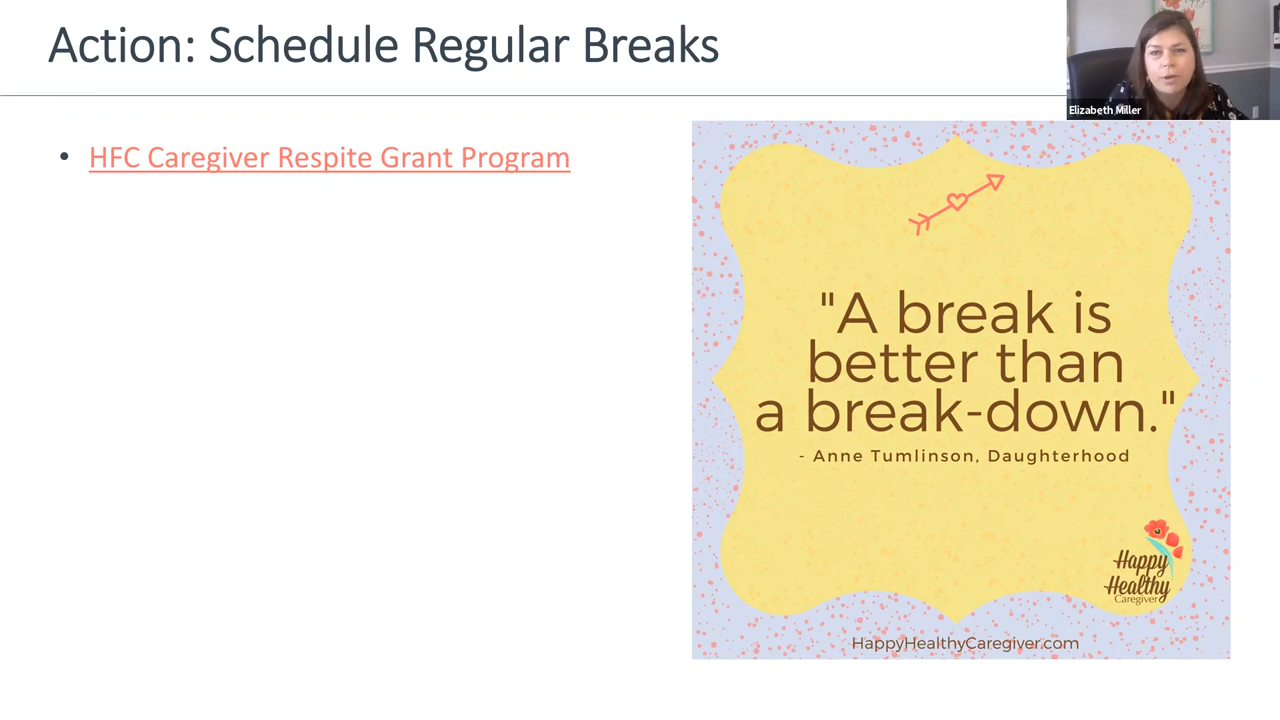 Action: Schedule Regular Breaks
Elizabeth Miller
• HFC Caregiver Respite Grant Program
"A break is
better than
a break-down."
- Anne Tumlinson, Daughterhood
Happy
Healthy
Caregiver
HappyHealthyCaregiver.com